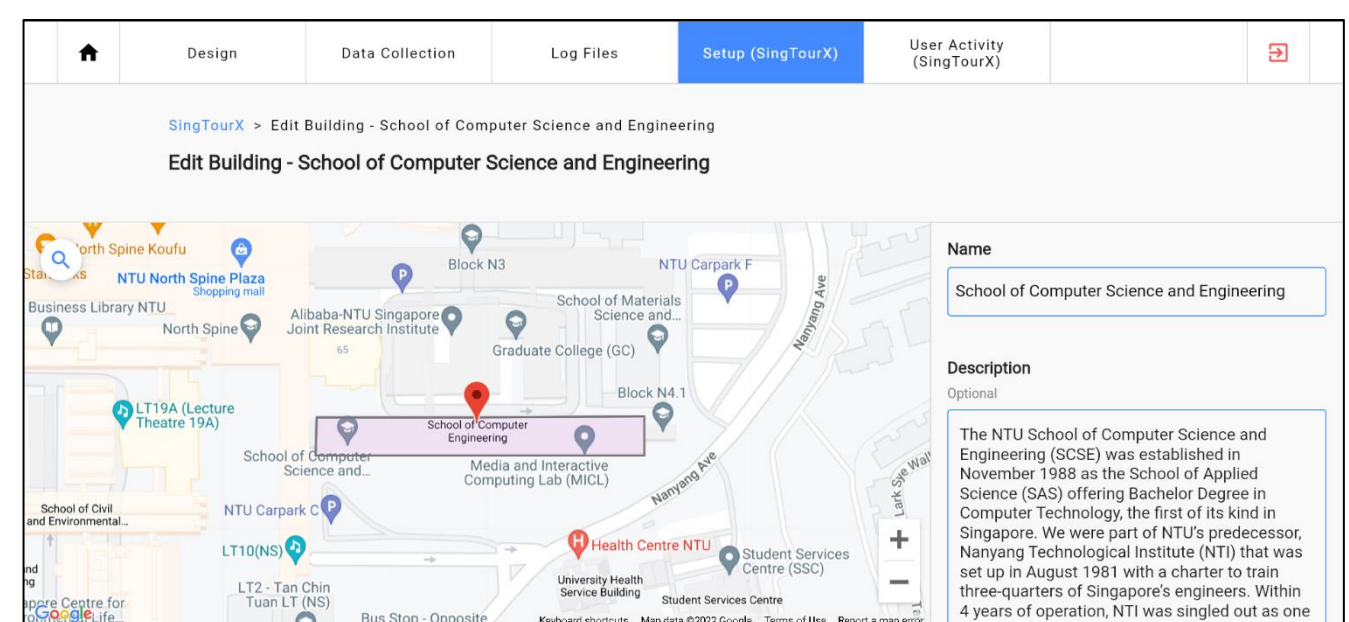 Design
Data Collection
Log Files
Setup (SingTourX)
User Activity
(SingTourX)
SingTourX > Edit Building - School of Computer Science and Engineering
Edit Building - School of Computer Science and Engineering
North Spine Koufu
NTU North Spine Plaza
Shopping mall
Business Library NTU
North Spine
Alibaba-NTU Singapore
Joint Research Institute
65
Block N3
NTU Carpark F
School of Materials
Science and...
Graduate College (GC)
Nanyang Ave
Block N4.1
LT19A (Lecture
Theatre 19A)
School of Computer
Engineering
School of Computer
Science and...
Media and Interactive
Computing Lab (MICL)
Nanyang Ave
Lark Sye Walk
School of Civil
and Environmental...
NTU Carpark C
LT10(NS)
Health Centre NTU
Student Services
Centre (SSC)
University Health
Service Building
Student Services Centre
LT2 - Tan Chin
Tuan LT (NS)
Centre for
Life...
Google
Bus Stop - Opposite
Keyboard shortcuts
Map data ©2022 Google
Terms of Use
Report a map error
Name
School of Computer Science and Engineering
Description
Optional
The NTU School of Computer Science and
Engineering (SCSE) was established in
November 1988 as the School of Applied
Science (SAS) offering Bachelor Degree in
Computer Technology, the first of its kind in
Singapore. We were part of NTU's predecessor,
Nanyang Technological Institute (NTI) that was
set up in August 1981 with a charter to train
three-quarters of Singapore's engineers. Within
4 years of operation, NTI was singled out as one